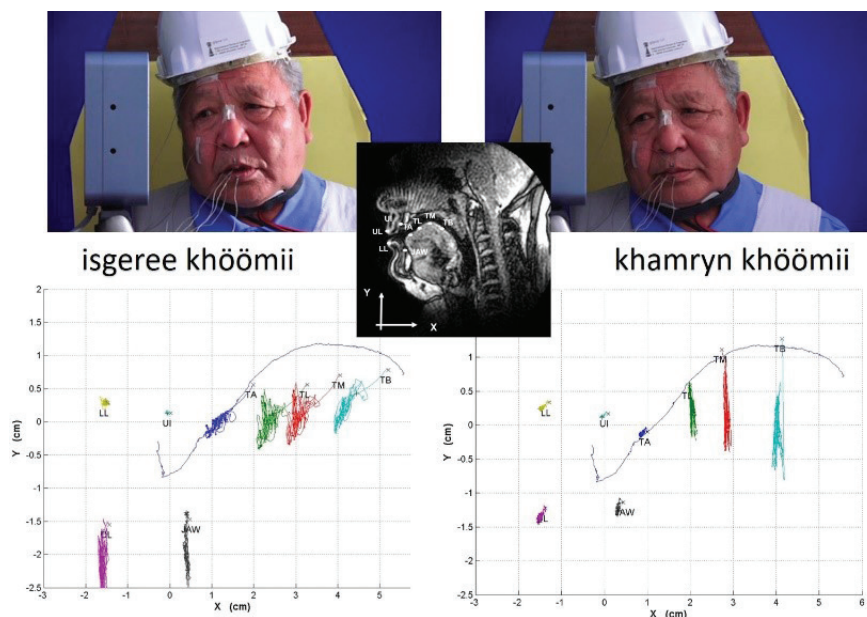 UI
TL TM TB
UL TA
LL
JAW
Y
X
isgeree khöömii
khamryn khöömii
2
1.5
1
0.5
0
-0.5
-1
-1.5
-2
-2.5
Y (cm)
TA TL TM TB
LL UI
LL JAW
-3 -2 -1 0 1 2 3 4 5
X (cm)
2
1.5
1
0.5
0
-0.5
-1
-1.5
-2
-2.5
Y (cm)
TM TB
TL
LL UI
TA
JAW
-3 -2 -1 0 1 2 3 4 5 6
X (cm)